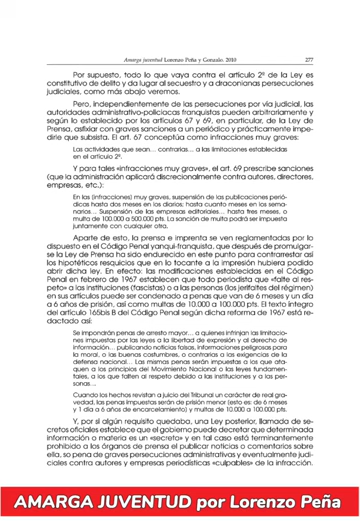 Amarga juventud Lorenzo Peña y Gonzalo. 2010 277
Por supuesto, todo lo que vaya contra el artículo 2º de la Ley es
constitutivo de delito y da lugar al secuestro y a draconianas persecuciones
judiciales, como más abajo veremos.
Pero, independientemente de las persecuciones por vía judicial, las
autoridades administrativo-policíacas franquistas pueden arbitrariamente y
según lo establecido por los artículos 67 y 69, en particular, de la Ley de
Prensa, asfixiar con graves sanciones a un periódico y prácticamente impe-
dirle que subsista. El art. 67 conceptúa como infracciones muy graves:
Las actividades que sean… contrarias… a las limitaciones establecidas
en el artículo 2º.
Y para tales «infracciones muy graves», el art. 69 prescribe sanciones
(que la administración aplicará discrecionalmente contra autores, directores,
empresas, etc.):
En las (infracciones) muy graves, suspensión de las publicaciones perió-
dicas hasta dos meses en los diarios; hasta cuatro meses en los sema-
narios… Suspensión de las empresas editoriales… hasta tres meses, o
multa de 100.000 a 500.000 pts. La sanción de multa podrá ser impuesta
juntamente con cualquier otra.
Aparte de esto, la prensa e imprenta se ven reglamentadas por lo
dispuesto en el Código Penal yanqui-franquista, que después de promulgar-
se la Ley de Prensa ha sido endurecido en este punto para contrarrestar así
los hipotéticos resquicios que en lo tocante a la impresión hubiera podido
abrir dicha ley. En efecto: las modificaciones establecidas en el Código
Penal en febrero de 1967 establecen que todo periodista que «falte al res-
peto» a las instituciones (fascistas) o a las personas (los jerifaltes del régimen)
en sus artículos puede ser condenado a penas que van de 6 meses y un día
a 6 años de prisión, así como multas de 10.000 a 100.000 pts. El texto íntegro
del artículo 165bis B del Código Penal según dicha reforma de 1967 está re-
dactado así:
Se impondrán penas de arresto mayor… a quienes infrinjan las limitacio-
nes impuestas por las leyes a la libertad de expresión y al derecho de
información… publicando noticias falsas, informaciones peligrosas para
la moral, o las buenas costumbres, o contrarias a las exigencias de la
defensa nacional… Las mismas penas serán impuestas a los que ata-
quen a los principios del Movimiento Nacional o las leyes fundamen-
tales, a los que falten al respeto debido a las instituciones y a las per-
sonas…
Cuando los hechos revistan a juicio del Tribunal un carácter de real gra-
vedad, las penas impuestas serán de prisión menor (esto es: de 6 meses
y 1 día a 6 años de encarcelamiento) y multas de 10.000 a 100.000 pts.
Y, por si algún requisito quedaba, una Ley posterior, llamada de se-
cretos oficiales establece que el gobierno puede decretar que determinada
información o materia es un «secreto» y en tal caso está terminantemente
prohibido a los órganos de prensa el publicar noticias o comentarios sobre
ella, so pena de graves persecuciones administrativas y eventualmente judi-
ciales contra autores y empresas periodísticas «culpables» de la infracción.
AMARGA JUVENTUD por Lorenzo Peña